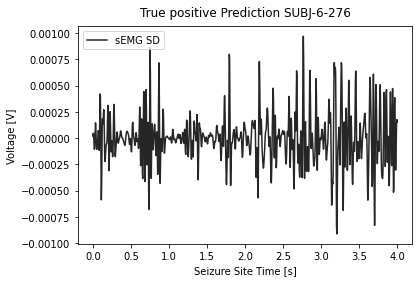 True positive Prediction SUBJ-6-276
sEMG SD
0.00100
0.00075
0.00050
0.00025
0.00000
−0.00025
−0.00050
−0.00075
−0.00100
Voltage [V]
0.0 0.5 1.0 1.5 2.0 2.5 3.0 3.5 4.0
Seizure Site Time [s]